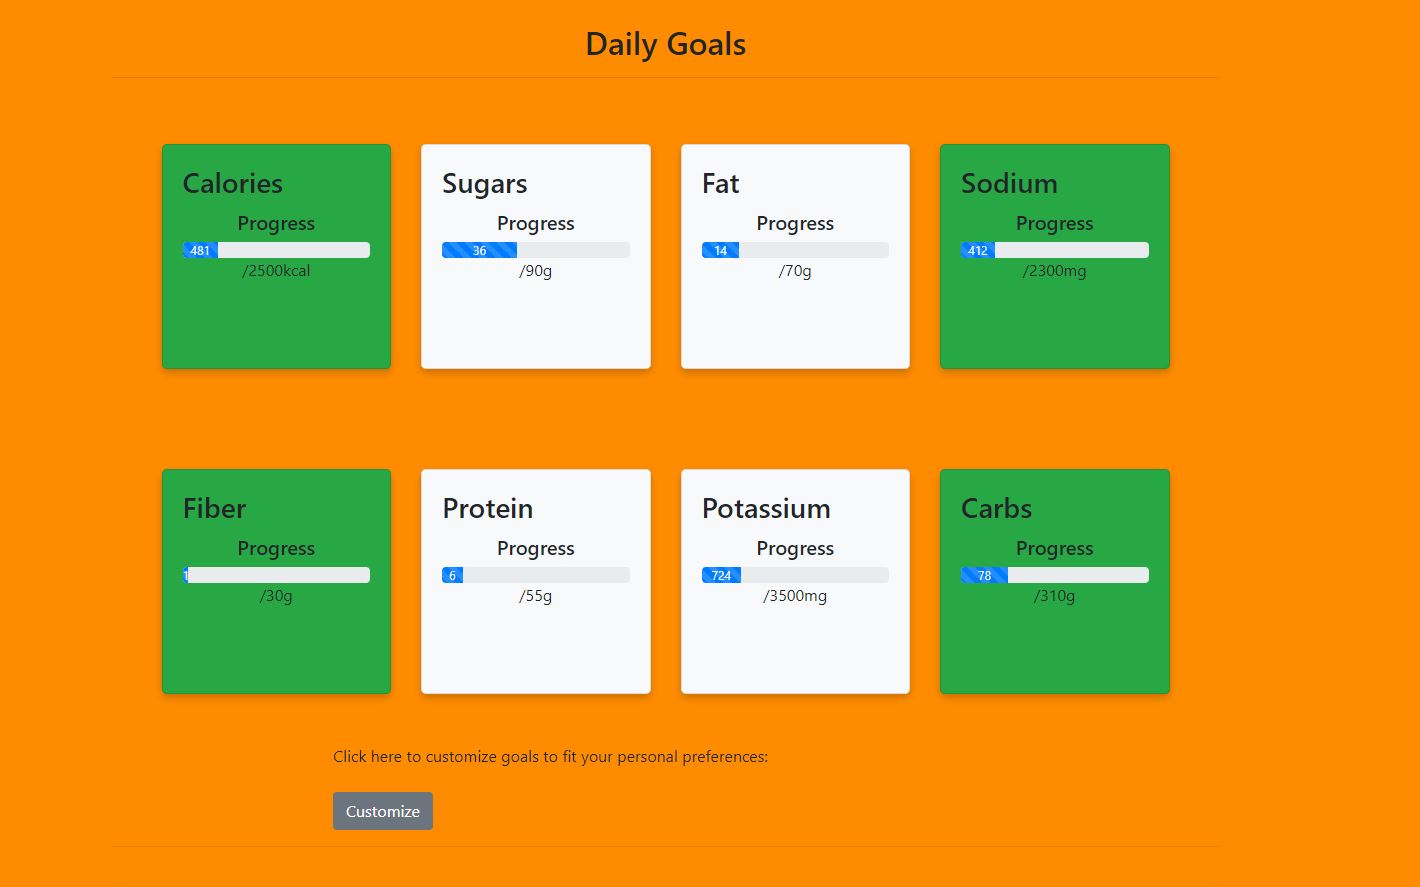 Daily Goals
Calories
Progress
481
/2500kcal
Sugars
Progress
36
/90g
Fat
Progress
14
/70g
Sodium
Progress
412
/2300mg
Fiber
Progress
1
/30g
Protein
Progress
6
/55g
Potassium
Progress
724
/3500mg
Carbs
Progress
78
/310g
Click here to customize goals to fit your personal preferences:
Customize